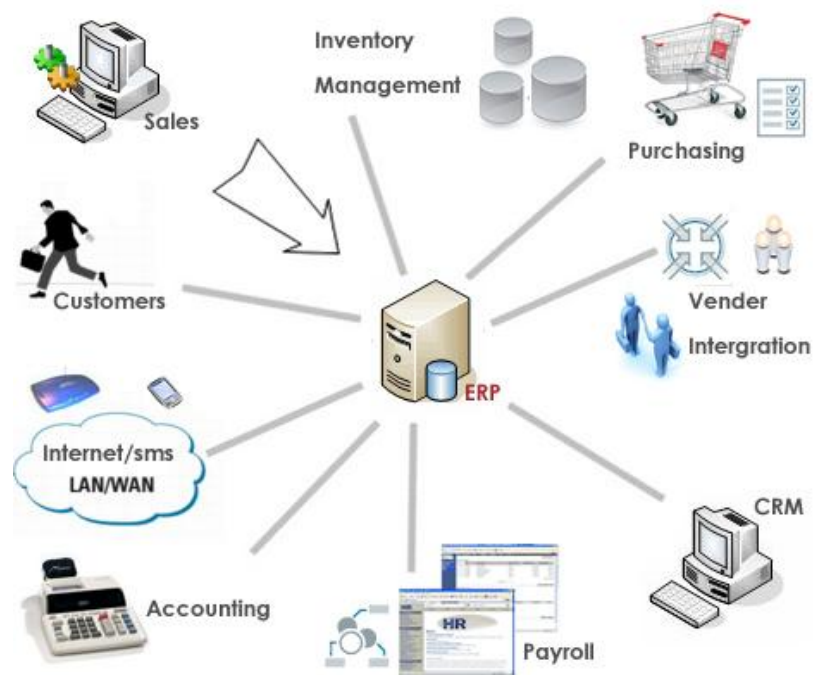 Sales
Inventory
Management
Purchasing
Customers
Vender
Intergration
ERP
Internet/sms
LAN/WAN
CRM
Accounting
HR
Payroll